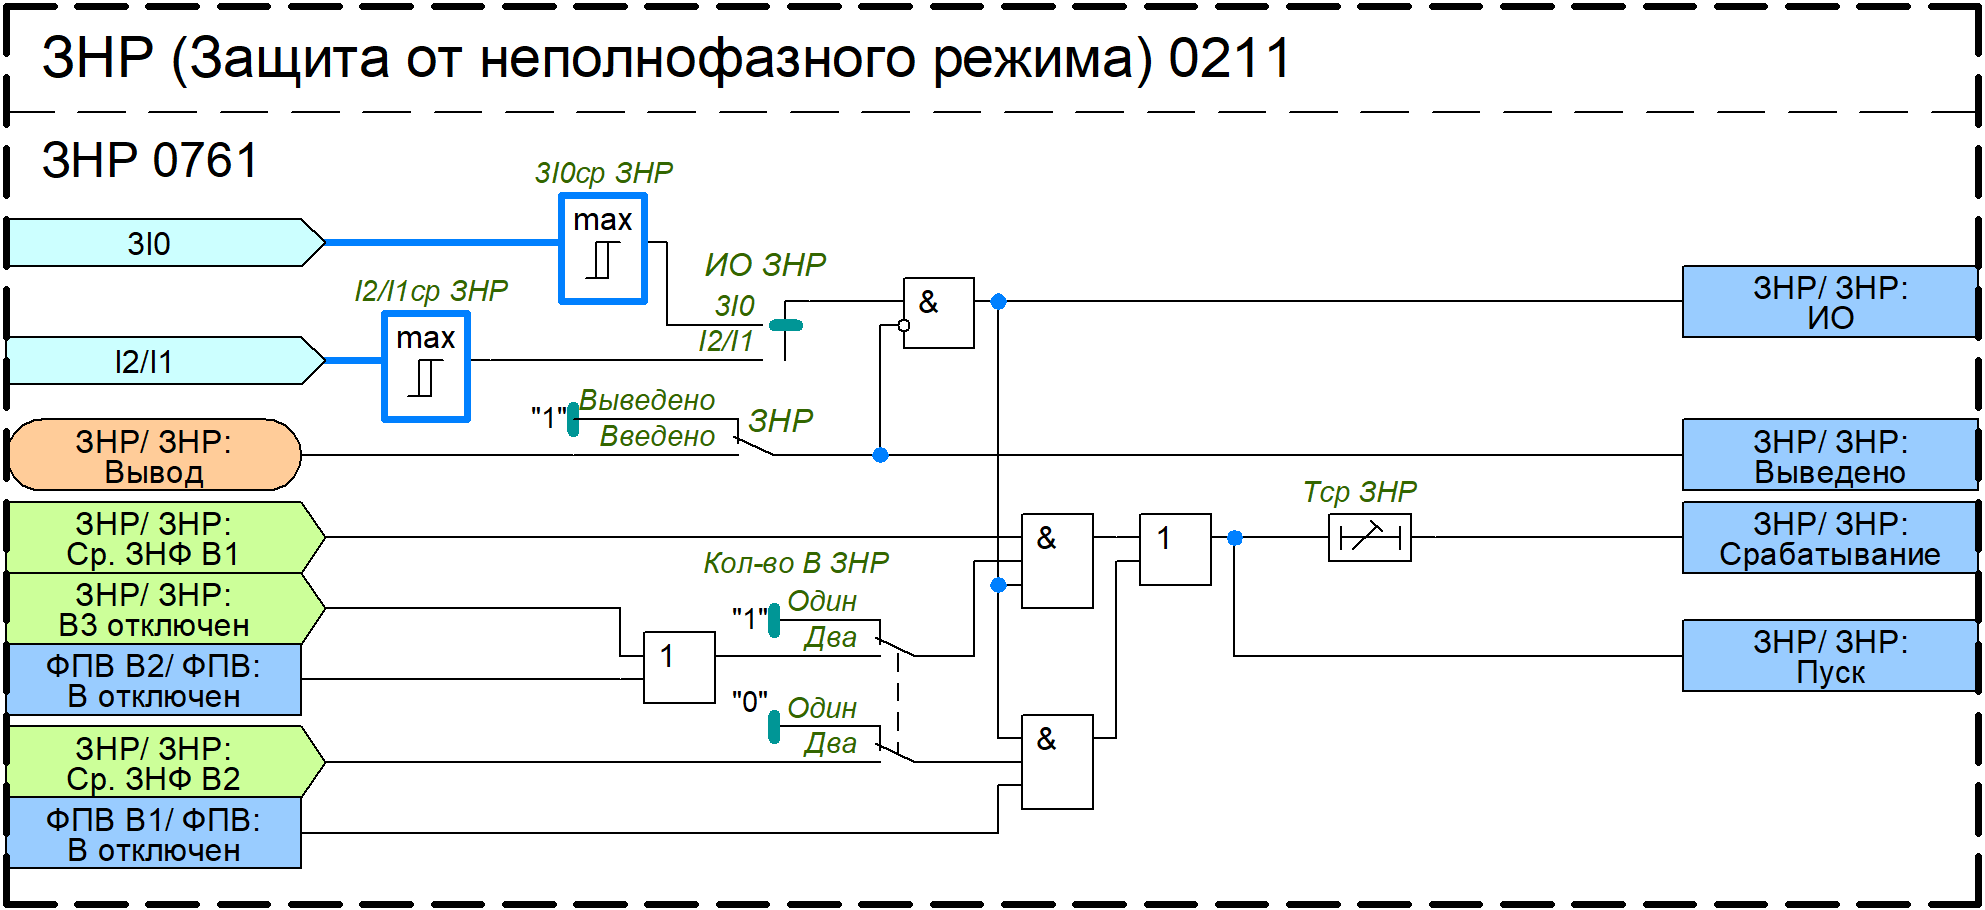 ЗНР (Защита от неполнофазного режима) 0211
ЗНР 0761
3I0ср ЗНР
max
3I0
I2/I1ср ЗНР
max
I2/I1
ИО ЗНР
3I0
I2/I1
&
ЗНР/ ЗНР:
ИО
"1"
Выведено
Введено
ЗНР
ЗНР/ ЗНР:
Вывод
ЗНР/ ЗНР:
Выведено
ЗНР/ ЗНР:
Ср. ЗНФ В1
&
1
Тср ЗНР
ЗНР/ ЗНР:
Срабатывание
Кол-во В ЗНР
ЗНР/ ЗНР:
В3 отключен
"1"
Один
Два
1
ФПВ В2/ ФПВ:
В отключен
ЗНР/ ЗНР:
Пуск
"0"
Один
Два
&
ЗНР/ ЗНР:
Ср. ЗНФ В2
ФПВ В1/ ФПВ:
В отключен